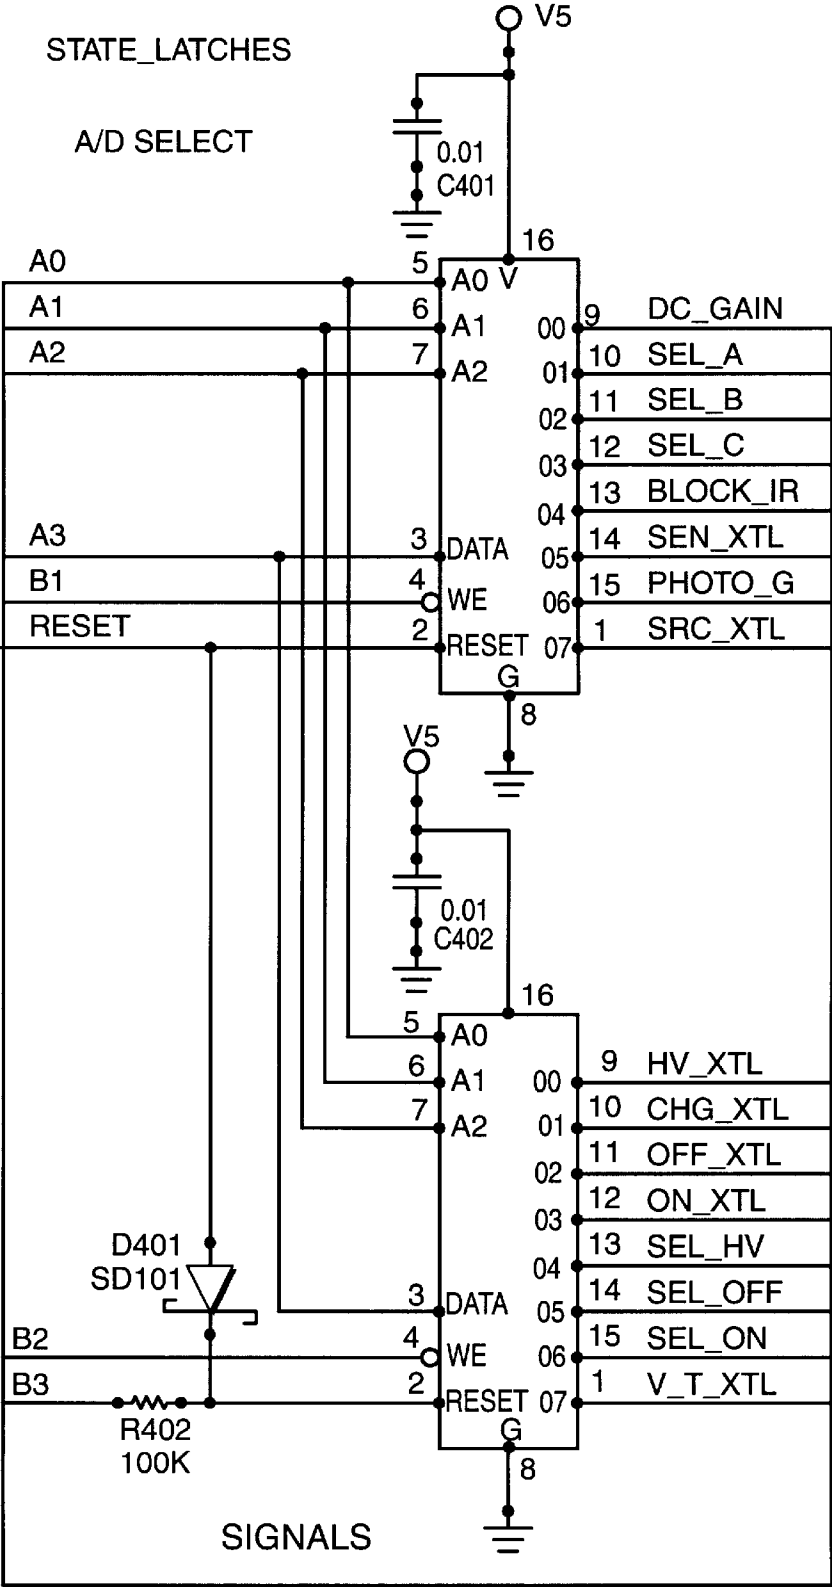 V5
STATE_LATCHES
A/D SELECT
0.01
C401
16
A0 5 A0 V
A1 6 A1 00 9 DC_GAIN
A2 7 A2 01 10 SEL_A
02 11 SEL_B
03 12 SEL_C
04 13 BLOCK_IR
A3 3 DATA 05 14 SEN_XTL
B1 4 WE 06 15 PHOTO_G
RESET 2 RESET 07 1 SRC_XTL
G
8
V5
0.01
C402
16
5 A0
6 A1 00 9 HV_XTL
7 A2 01 10 CHG_XTL
02 11 OFF_XTL
03 12 ON_XTL
D401
SD101
04 13 SEL_HV
3 DATA 05 14 SEL_OFF
B2 4 WE 06 15 SEL_ON
B3 2 RESET 07 1 V_T_XTL
R402
100K
G
8
SIGNALS